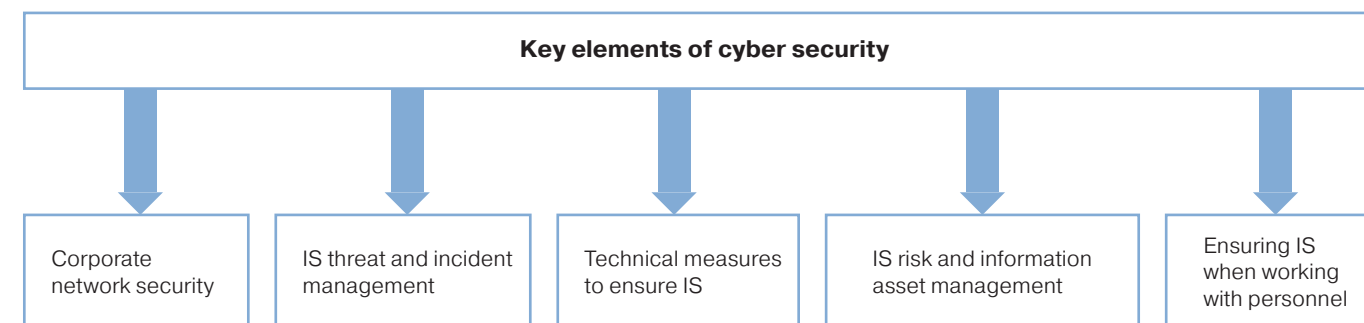 Key elements of cyber security
Corporate
network security
IS threat and incident
management
Technical measures
to ensure IS
IS risk and information
asset management
Ensuring IS
when working
with personnel